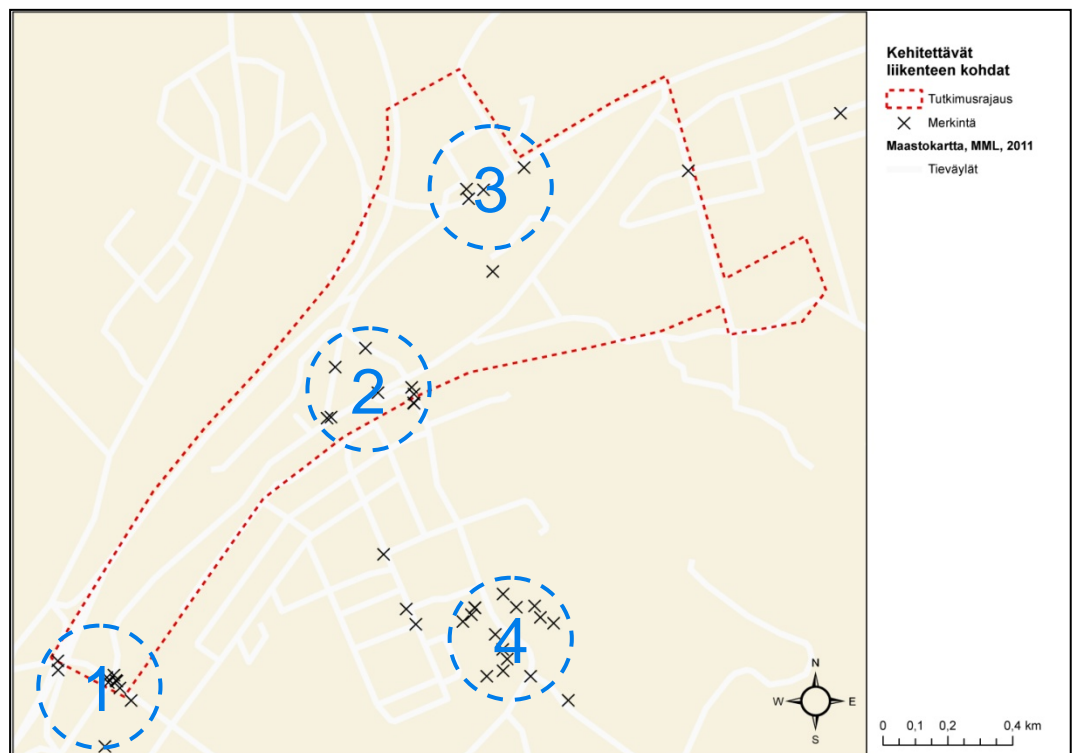 Kehitettävät
liikenteen kohdat
Tutkimusrajaus
Merkintä
Maastokartta, MML, 2011
Tieväylät
3
2
4
1
N
W E
S
0 0,1 0,2 0,4 km